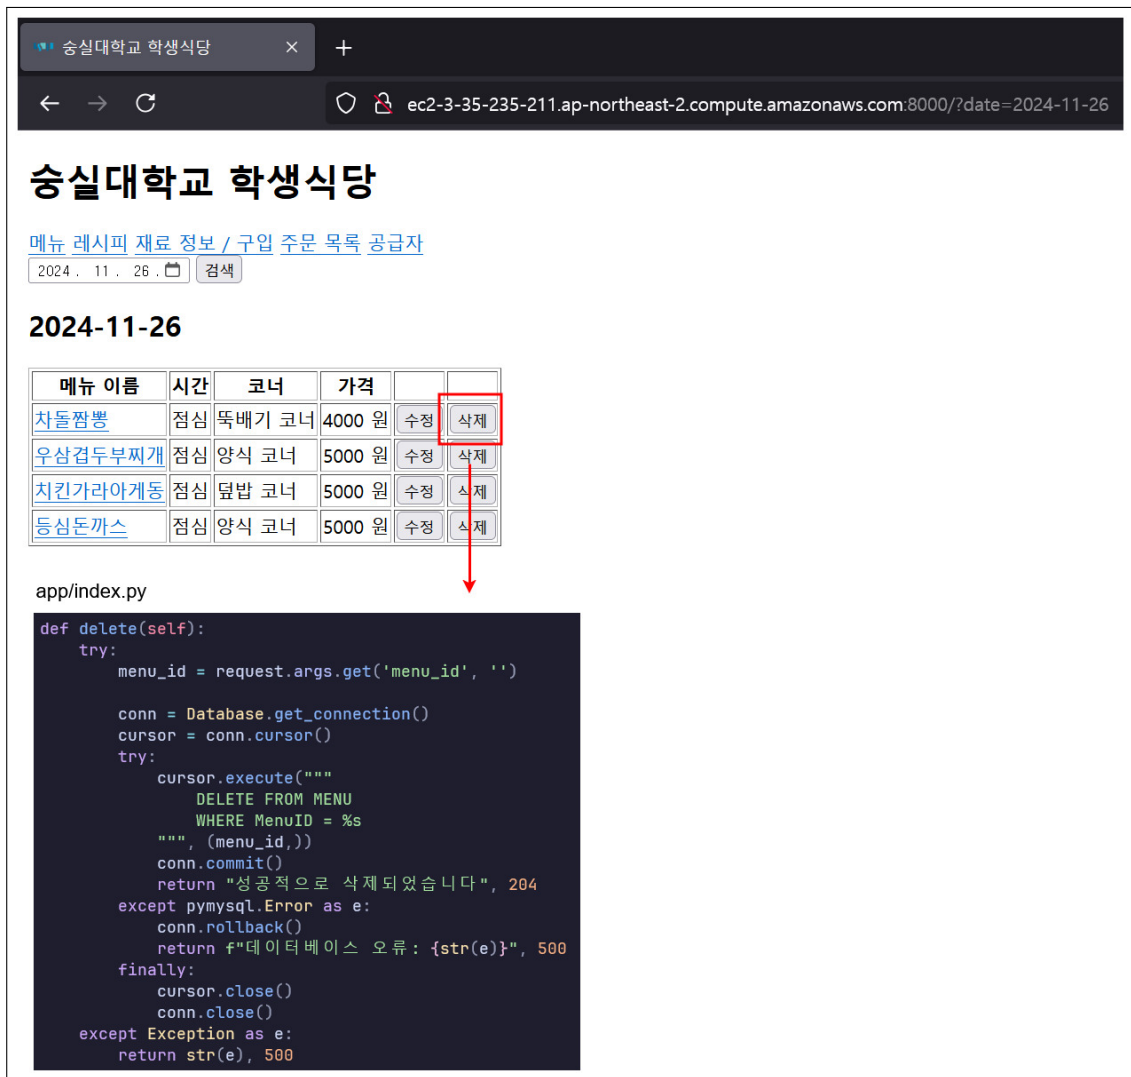 숭실대학교 학생식당
ec2-3-35-235-211.ap-northeast-2.compute.amazonaws.com:8000/?date=2024-11-26
숭실대학교 학생식당
메뉴 레시피 재료 정보 / 구입 주문 목록 공급자
2024. 11. 26. 검색
2024-11-26
메뉴 이름 시간 코너 가격
차돌짬뽕 점심 뚝배기 코너 4000 원 수정 삭제
우삼겹두부찌개 점심 양식 코너 5000 원 수정 삭제
치킨가라아게동 점심 덮밥 코너 5000 원 수정 삭제
등심돈까스 점심 양식 코너 5000 원 수정 삭제
app/index.py
def delete(self):
    try:
        menu_id = request.args.get('menu_id', '')
        conn = Database.get_connection()
        cursor = conn.cursor()
        try:
            cursor.execute("""
                DELETE FROM MENU
                WHERE MenuID = %s
            """, (menu_id,))
            conn.commit()
            return "성공적으로 삭제되었습니다", 204
        except pymysql.Error as e:
            conn.rollback()
            return f"데이터베이스 오류: {str(e)}", 500
        finally:
            cursor.close()
            conn.close()
    except Exception as e:
        return str(e), 500